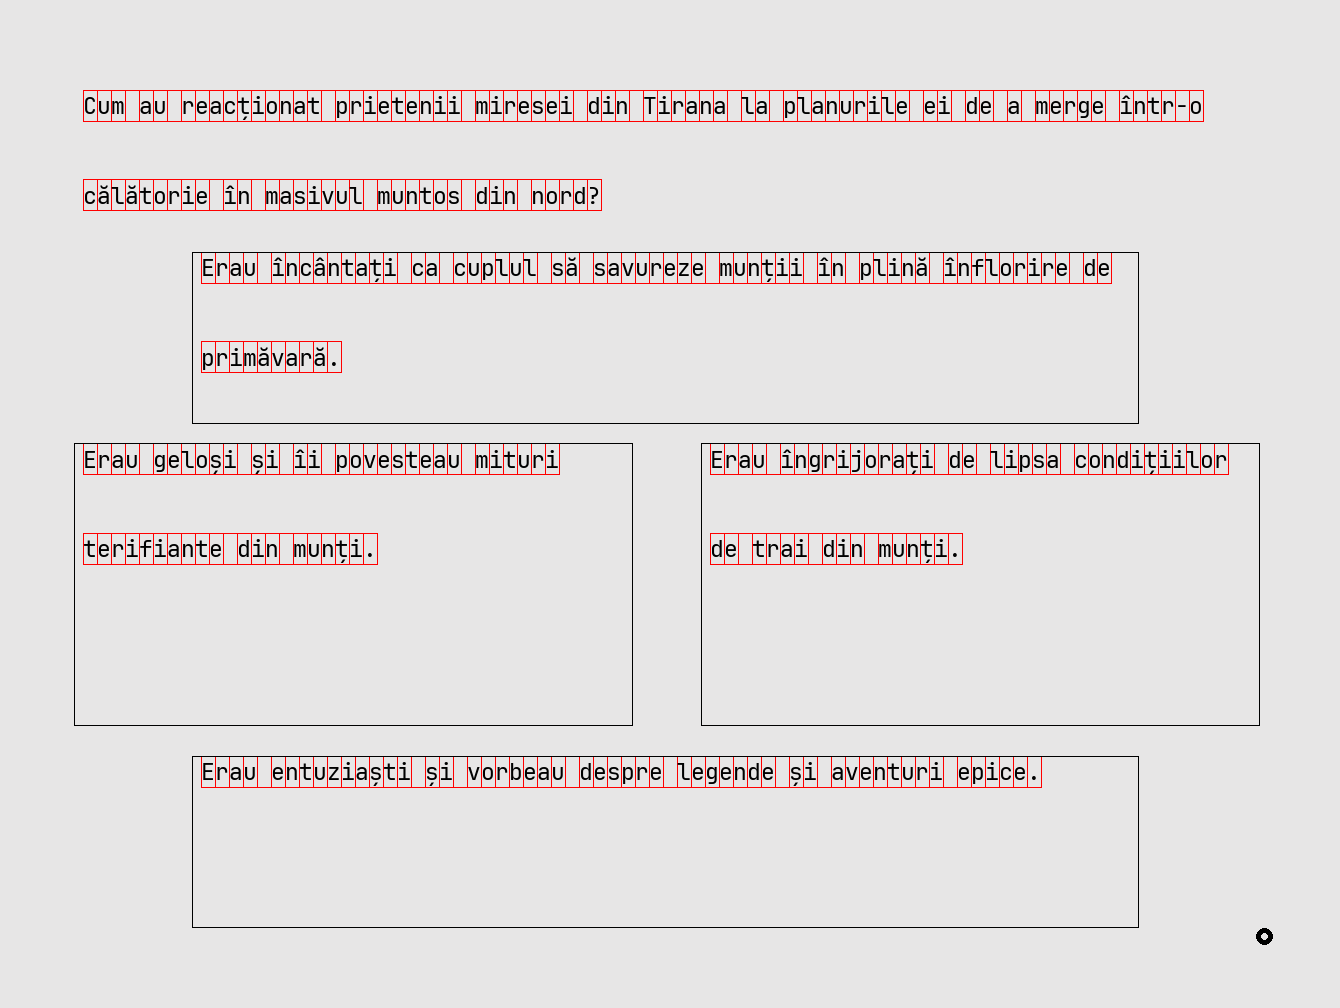 Cum au reacționat prietenii miresei din Tirana la planurile ei de a merge într-o
călătorie în masivul muntos din nord?
Erau încântați ca cuplul să savureze munții în plină înflorire de
primăvară.
Erau geloși și îi povesteau mituri
terifiante din munți.
Erau îngrijorați de lipsa condițiilor
de trai din munți.
Erau entuziaști și vorbeau despre legende și aventuri epice.